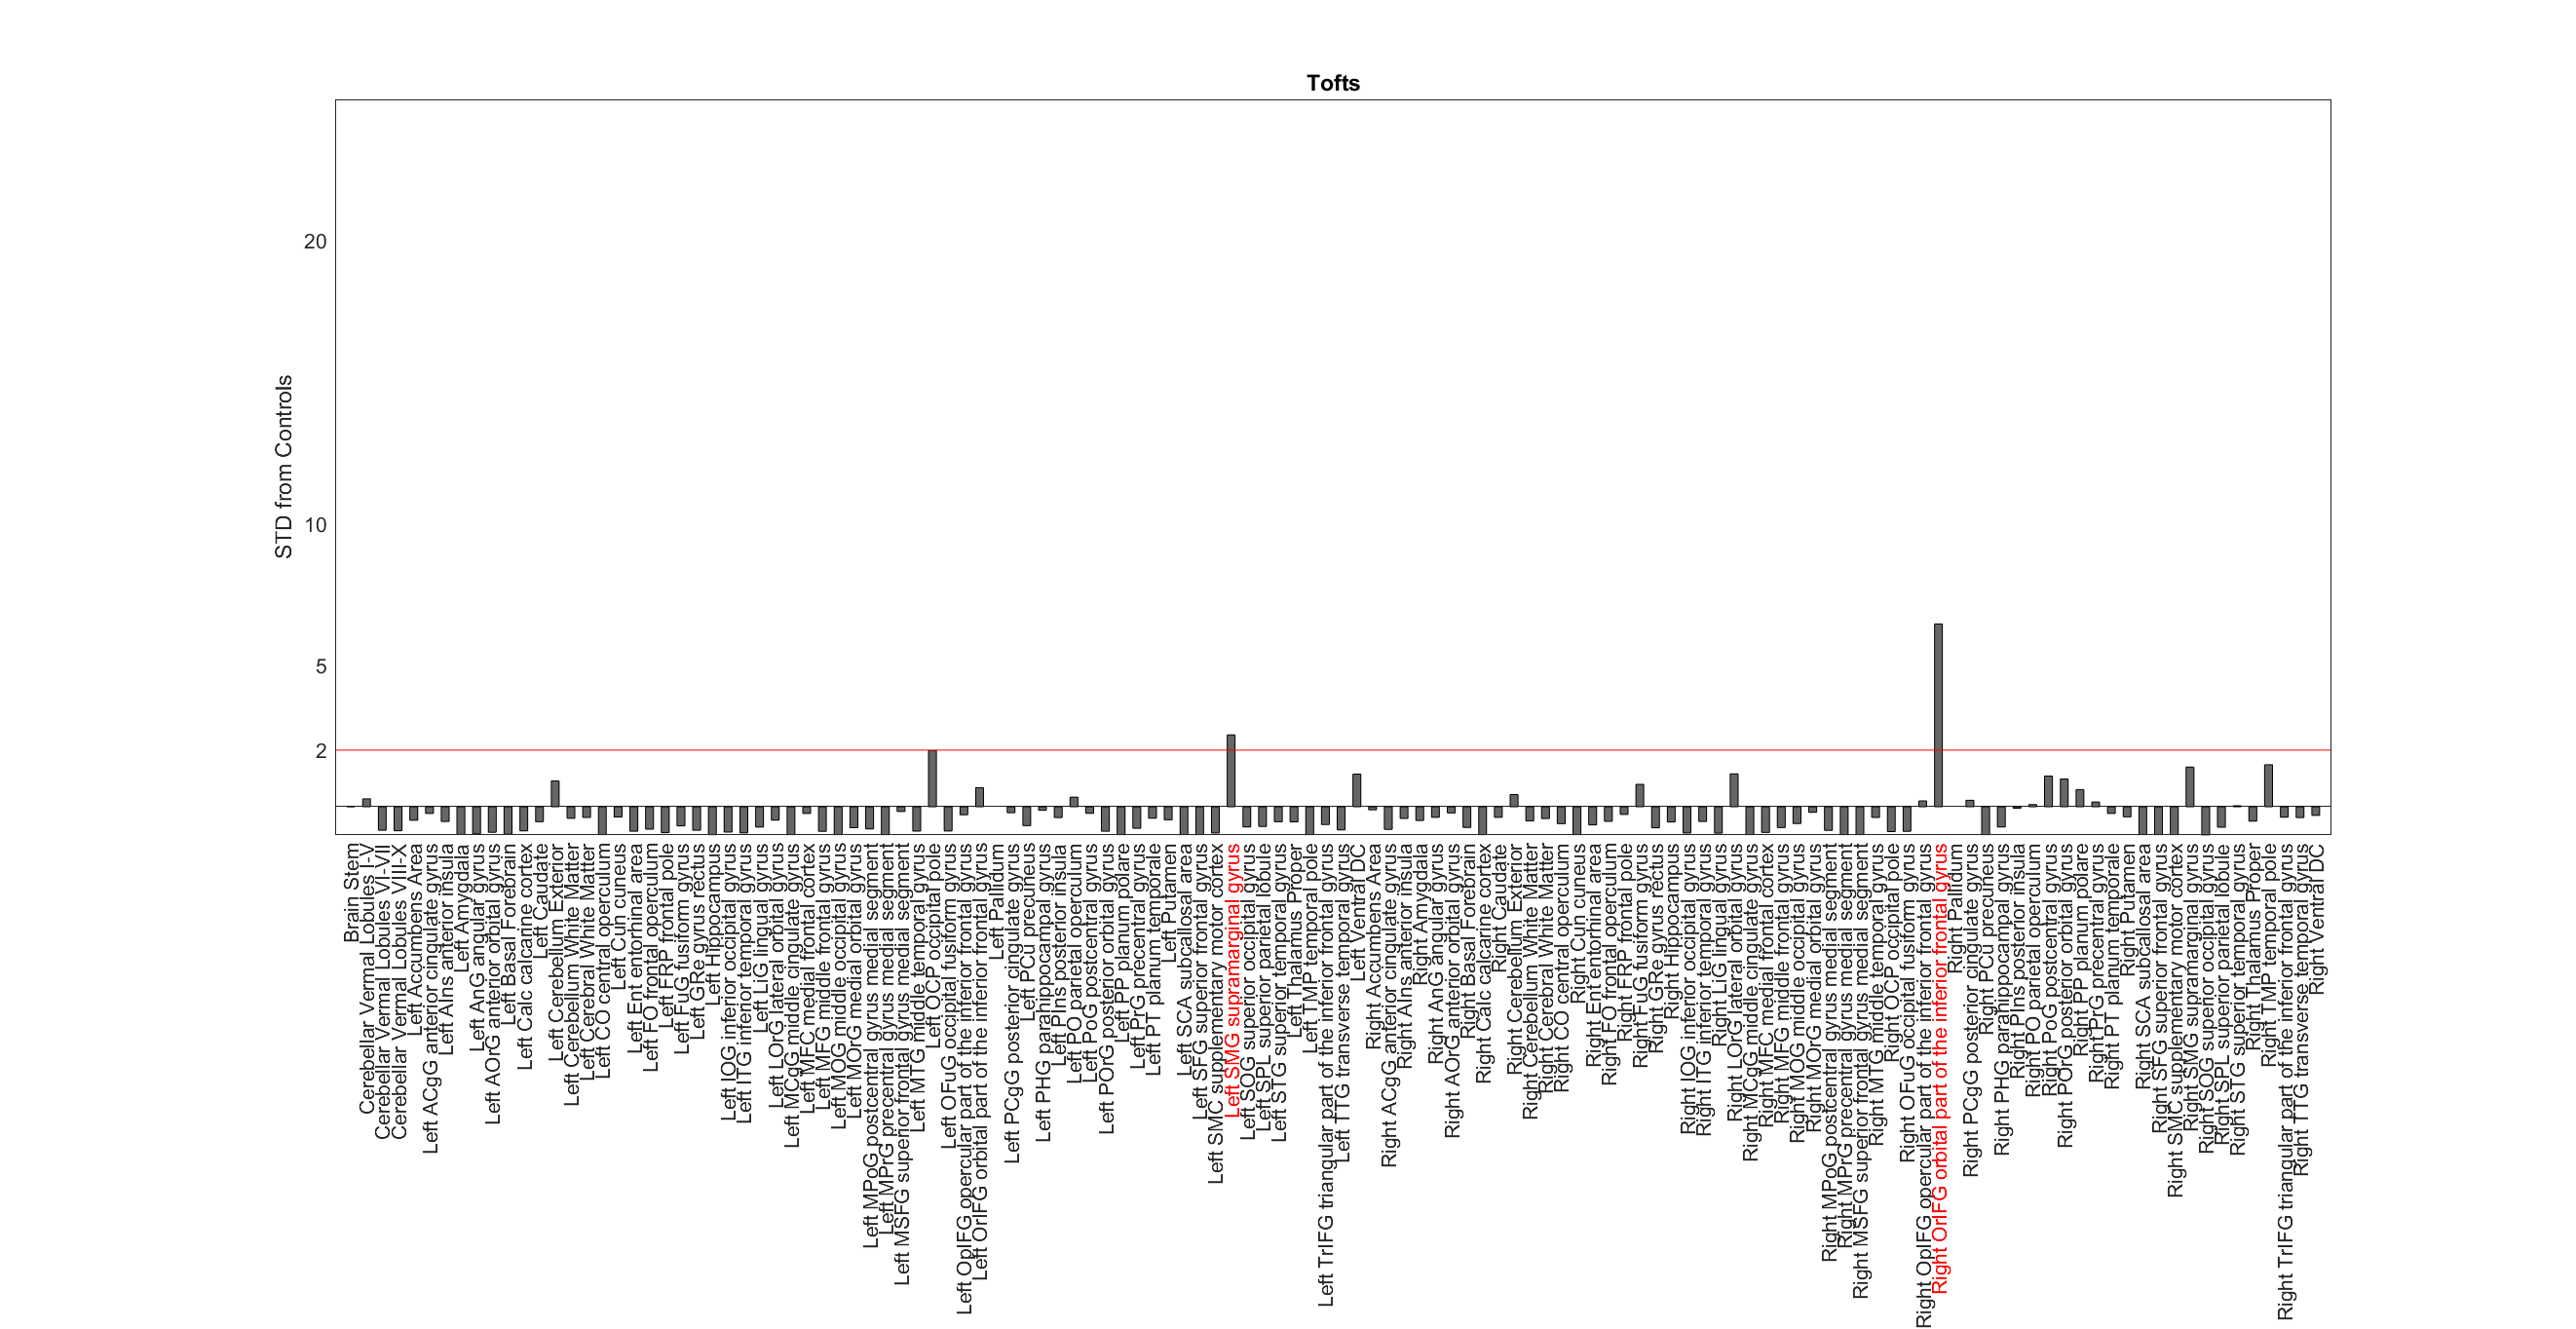 Tofts
STD from Controls
20
10
5
2
Brain Stem
Cerebellar Vermal Lobules I-V
Cerebellar Vermal Lobules VI-VII
Cerebellar Vermal Lobules VIII-X
Left Accumbens Area
Left ACgG anterior cingulate gyrus
Left AIns anterior insula
Left Amygdala
Left AnG angular gyrus
Left AOrG anterior orbital gyrus
Left Basal Forebrain
Left Calc calcarine cortex
Left Caudate
Left Cerebellum Exterior
Left Cerebellum White Matter
Left Cerebral White Matter
Left CO central operculum
Left Cun cuneus
Left Ent entorhinal area
Left FO frontal operculum
Left FRP frontal pole
Left FuG fusiform gyrus
Left GRe gyrus rectus
Left Hippocampus
Left IOG inferior occipital gyrus
Left ITG inferior temporal gyrus
Left LiG lingual gyrus
Left LOrG lateral orbital gyrus
Left MCgG middle cingulate gyrus
Left MFC medial frontal cortex
Left MFG middle frontal gyrus
Left MOG middle occipital gyrus
Left MOrG medial orbital gyrus
Left MPoG postcentral gyrus medial segment
Left MPrG precentral gyrus medial segment
Left MSFG superior frontal gyrus medial segment
Left MTG middle temporal gyrus
Left OCP occipital pole
Left OFuG occipital fusiform gyrus
Left OpIFG opercular part of the inferior frontal gyrus
Left OrIFG orbital part of the inferior frontal gyrus
Left Pallidum
Left PCgG posterior cingulate gyrus
Left PCu precuneus
Left PHG parahippocampal gyrus
Left PIns posterior insula
Left PO parietal operculum
Left PoG postcentral gyrus
Left POrG posterior orbital gyrus
Left PP planum polare
Left PrG precentral gyrus
Left PT planum temporale
Left Putamen
Left SCA subcallosal area
Left SFG superior frontal gyrus
Left SMC supplementary motor cortex
Left SMG supramarginal gyrus
Left SOG superior occipital gyrus
Left SPL superior parietal lobule
Left STG superior temporal gyrus
Left Thalamus Proper
Left TMP temporal pole
Left TrIFG triangular part of the inferior frontal gyrus
Left TTG transverse temporal gyrus
Left Ventral DC
Right Accumbens Area
Right ACgG anterior cingulate gyrus
Right AIns anterior insula
Right Amygdala
Right AnG angular gyrus
Right AOrG anterior orbital gyrus
Right Basal Forebrain
Right Calc calcarine cortex
Right Caudate
Right Cerebellum Exterior
Right Cerebellum White Matter
Right Cerebral White Matter
Right CO central operculum
Right Cun cuneus
Right Ent entorhinal area
Right FO frontal operculum
Right FRP frontal pole
Right FuG fusiform gyrus
Right GRe gyrus rectus
Right Hippocampus
Right IOG inferior occipital gyrus
Right ITG inferior temporal gyrus
Right LiG lingual gyrus
Right LOrG lateral orbital gyrus
Right MCgG middle cingulate gyrus
Right MFC medial frontal cortex
Right MFG middle frontal gyrus
Right MOG middle occipital gyrus
Right MOrG medial orbital gyrus
Right MPoG postcentral gyrus medial segment
Right MPrG precentral gyrus medial segment
Right MSFG superior frontal gyrus medial segment
Right MTG middle temporal gyrus
Right OCP occipital pole
Right OFuG occipital fusiform gyrus
Right OpIFG opercular part of the inferior frontal gyrus
Right OrIFG orbital part of the inferior frontal gyrus
Right Pallidum
Right PCgG posterior cingulate gyrus
Right PCu precuneus
Right PHG parahippocampal gyrus
Right PIns posterior insula
Right PO parietal operculum
Right PoG postcentral gyrus
Right POrG posterior orbital gyrus
Right PP planum polare
Right PrG precentral gyrus
Right PT planum temporale
Right Putamen
Right SCA subcallosal area
Right SFG superior frontal gyrus
Right SMC supplementary motor cortex
Right SMG supramarginal gyrus
Right SOG superior occipital gyrus
Right SPL superior parietal lobule
Right STG superior temporal gyrus
Right Thalamus Proper
Right TMP temporal pole
Right TrIFG triangular part of the inferior frontal gyrus
Right TTG transverse temporal gyrus
Right Ventral DC